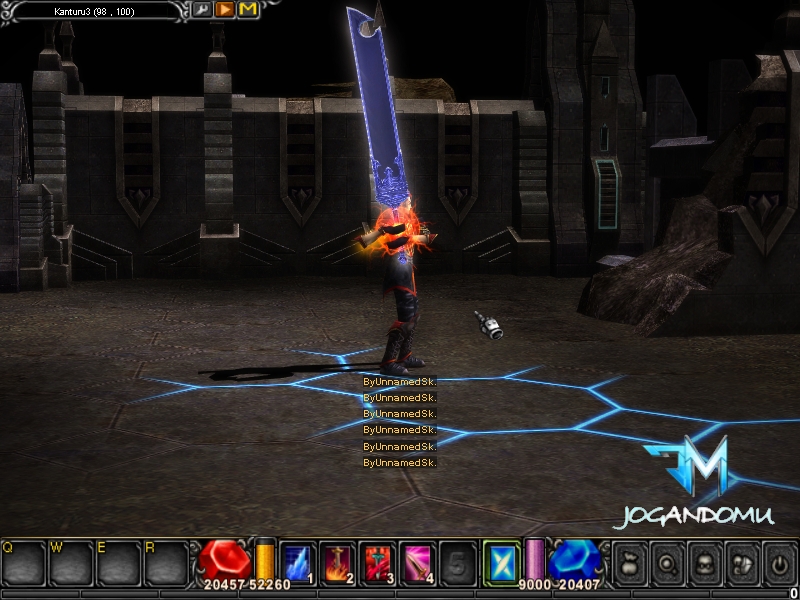 Kanturu3 (98 , 100)
M
ByUnnamedSk.
ByUnnamedSk.
ByUnnamedSk.
ByUnnamedSk.
ByUnnamedSk.
ByUnnamedSk.
JM
JOGANDOMU
Q W E R
1 2 3 4 5
20457 52260 9000 20407
0